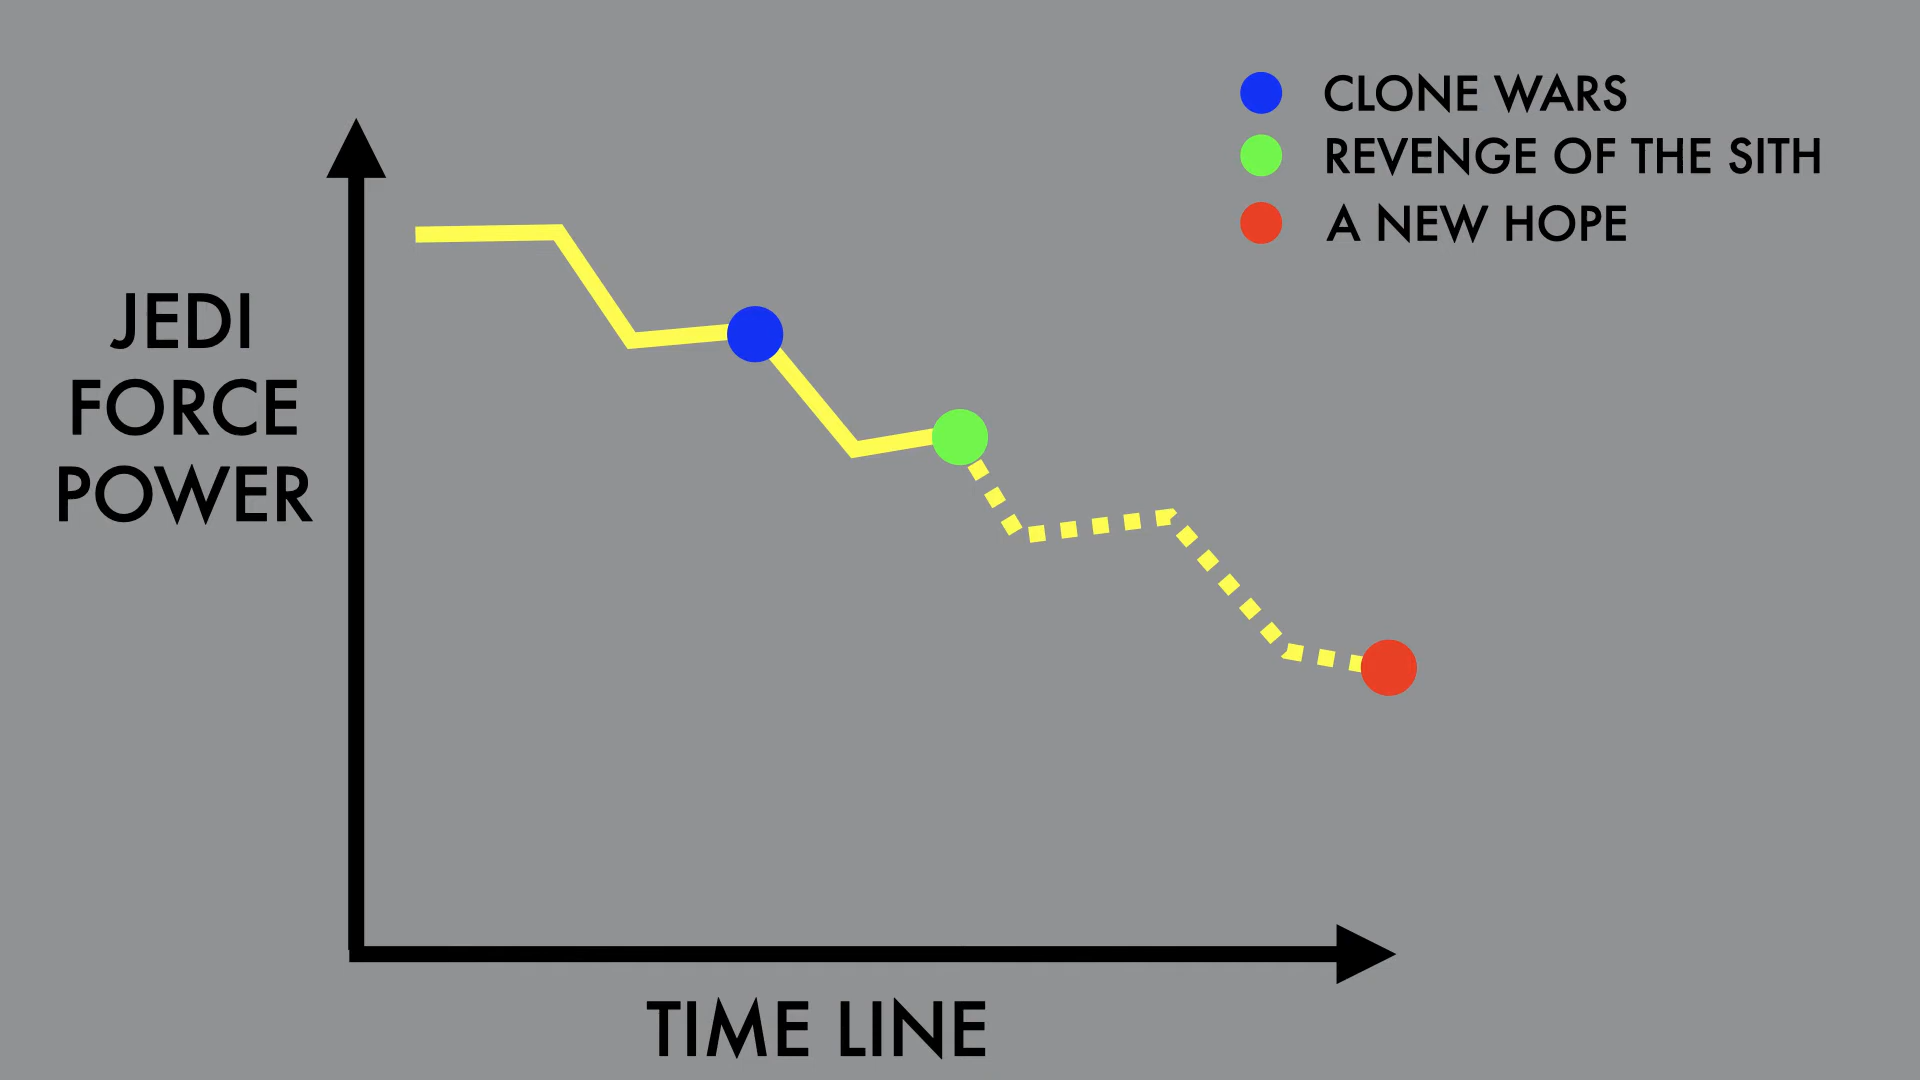 CLONE WARS
REVENGE OF THE SITH
A NEW HOPE
JEDI
FORCE
POWER
TIME LINE